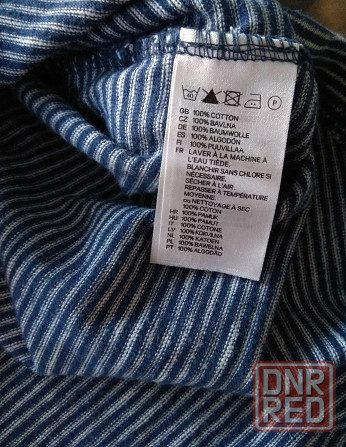 40 P
GB 100% COTTON
CZ 100% BAVLNA
DE 100% BAUMWOLLE
ES 100% ALGODÓN
FI 100% PUUVILLAA
FR LAVER À LA MACHINE À
L'EAU TIÈDE.
BLANCHIR SANS CHLORE SI
NÉCESSAIRE.
SÉCHER À L'AIR.
REPASSER À TEMPÉRATURE
MOYENNE.
ou NETTOYAGE À SEC
100% COTON
HR 100% PAMUK
HU 100% PAMUT
IT 100% COTONE
LV 100% KOKVILNA
NL 100% KATOEN
PL 100% BAWEŁNA
PT 100% ALGODÃO
DNR
RED